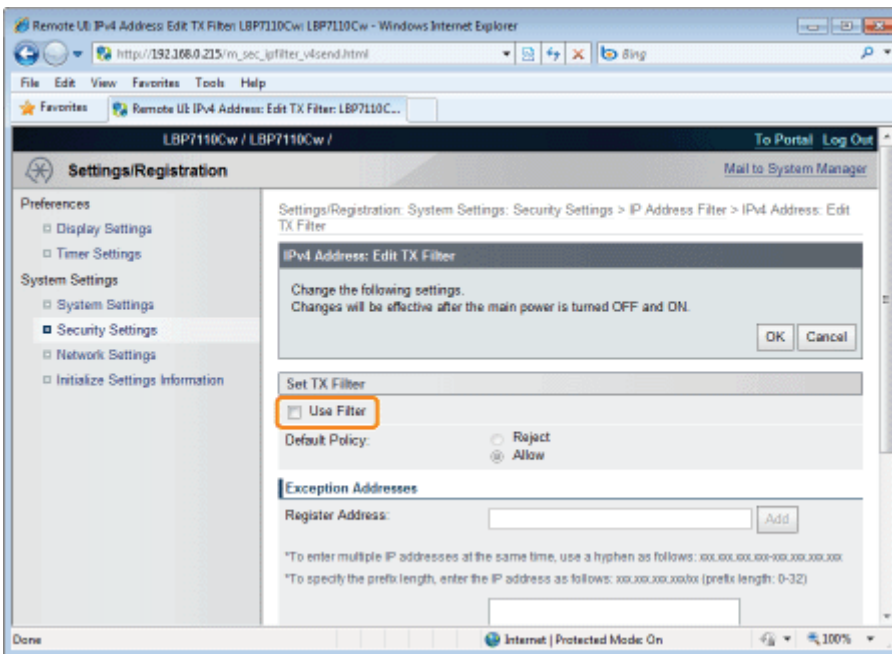 Remote UI: IPv4 Address: Edit TX Filter: LBP7110Cw: LBP7110Cw - Windows Internet Explorer
http://192.168.0.215/m_sec_ipfilter_v4send.html
Bing
File Edit View Favorites Tools Help
Favorites
Remote UI: IPv4 Address: Edit TX Filter: LBP7110C...
LBP7110Cw / LBP7110Cw /
To Portal Log Out
Settings/Registration
Mail to System Manager
Preferences
Display Settings
Timer Settings
System Settings
System Settings
Security Settings
Network Settings
Initialize Settings Information
Settings/Registration: System Settings: Security Settings > IP Address Filter > IPv4 Address: Edit
TX Filter
IPv4 Address: Edit TX Filter
Change the following settings.
Changes will be effective after the main power is turned OFF and ON.
OK Cancel
Set TX Filter
Use Filter
Default Policy:
Reject
Allow
Exception Addresses
Register Address:
Add
*To enter multiple IP addresses at the same time, use a hyphen as follows: xxx.xxx.xxx.xxx-xxx.xxx.xxx.xxx
*To specify the prefix length, enter the IP address as follows: xxx.xxx.xxx.xxx/xx (prefix length: 0-32)
Done
Internet | Protected Mode: On
100%